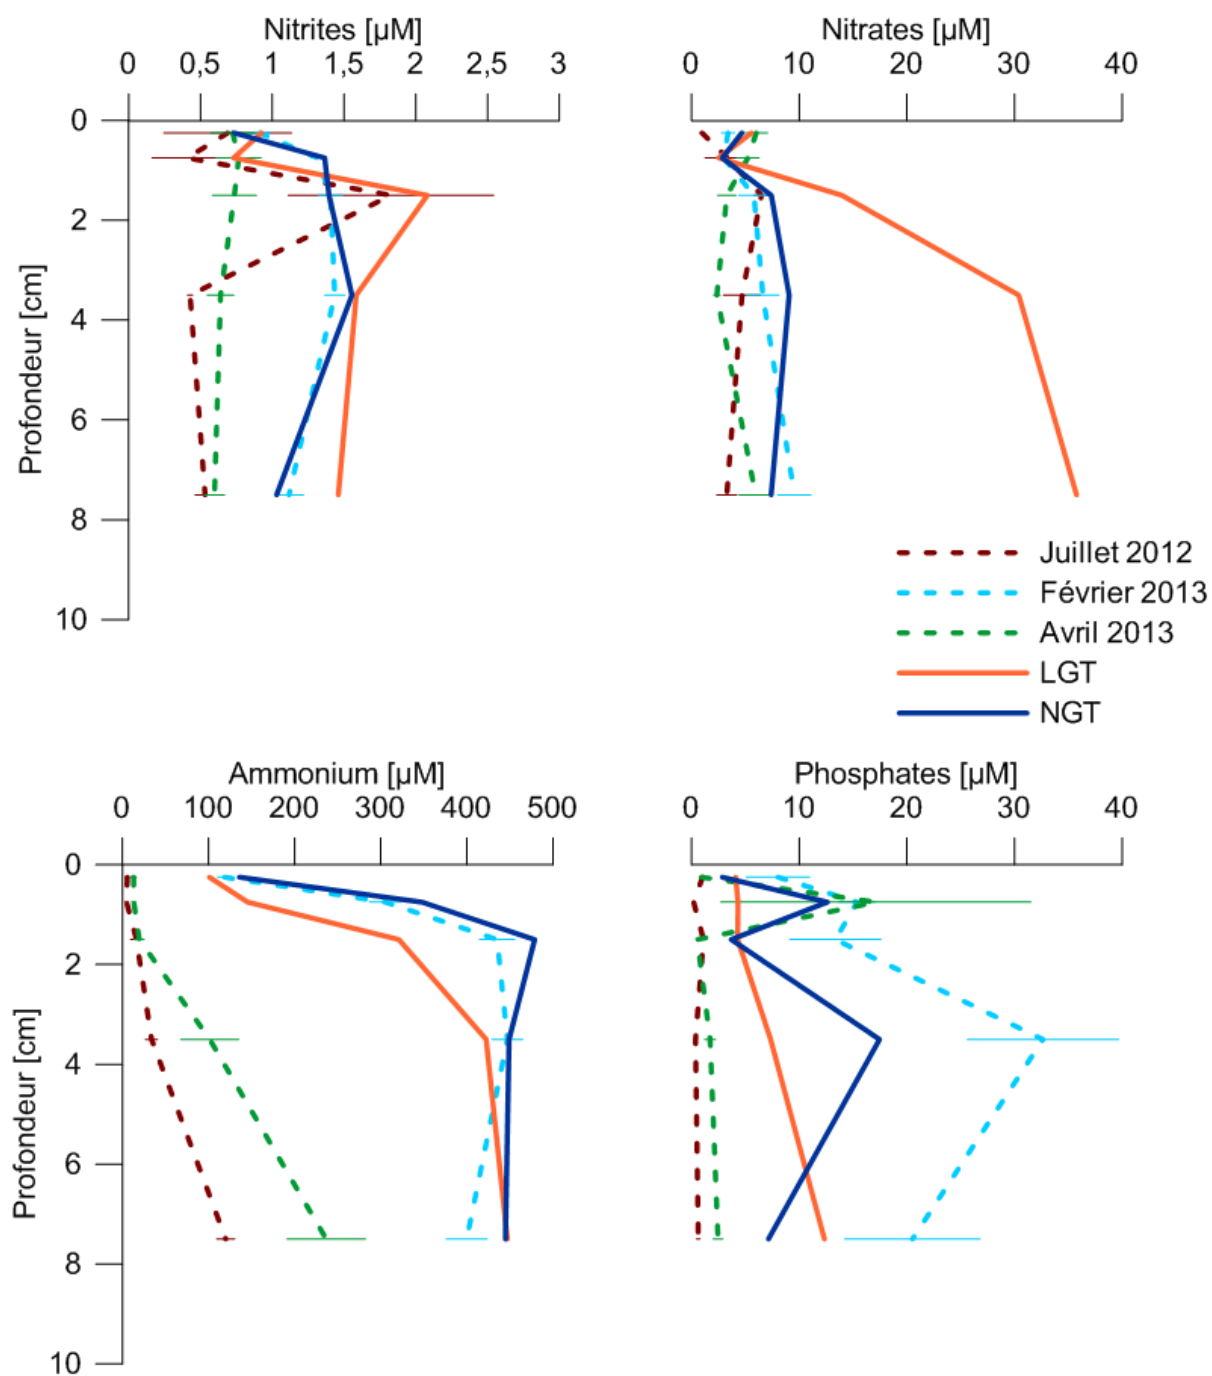 Nitrites [µM]
0 0,5 1 1,5 2 2,5 3
Nitrates [µM]
0 10 20 30 40
Profondeur [cm]
0
2
4
6
8
10
Juillet 2012
Février 2013
Avril 2013
LGT
NGT
Ammonium [µM]
0 100 200 300 400 500
Phosphates [µM]
0 10 20 30 40
Profondeur [cm]
0
2
4
6
8
10